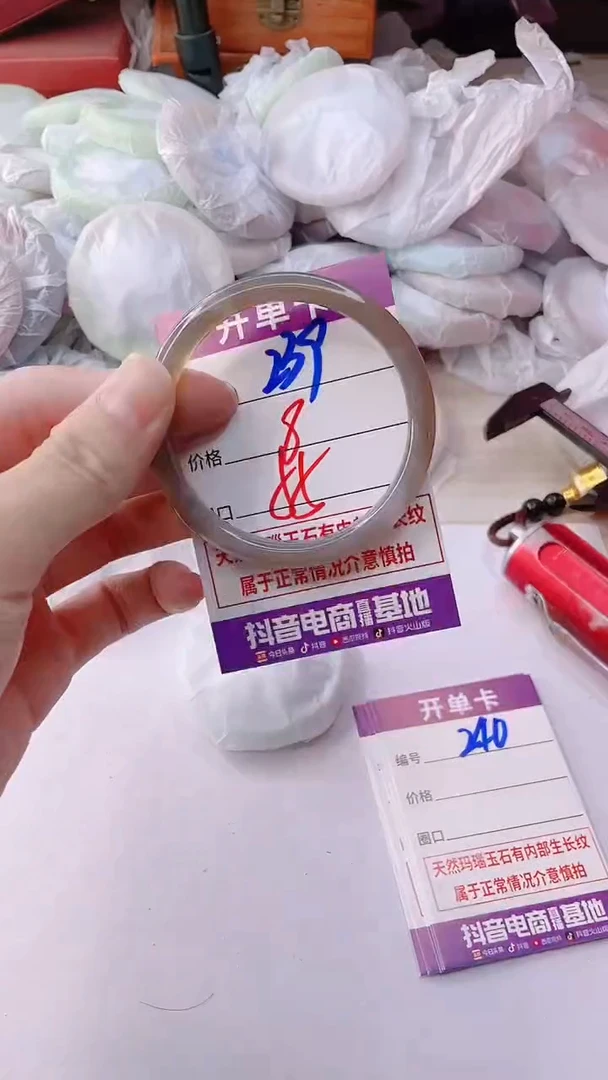 开单卡
259
价格
8
口
天然玛瑙玉石有内部生长纹
属于正常情况介意慎拍
抖音电商直播基地
今日头条 抖音 西瓜视频 抖音火山版
开单卡
编号 240
价格
圈口
天然玛瑙玉石有内部生长纹
属于正常情况介意慎拍
抖音电商直播基地
今日头条 抖音 西瓜视频 抖音火山版